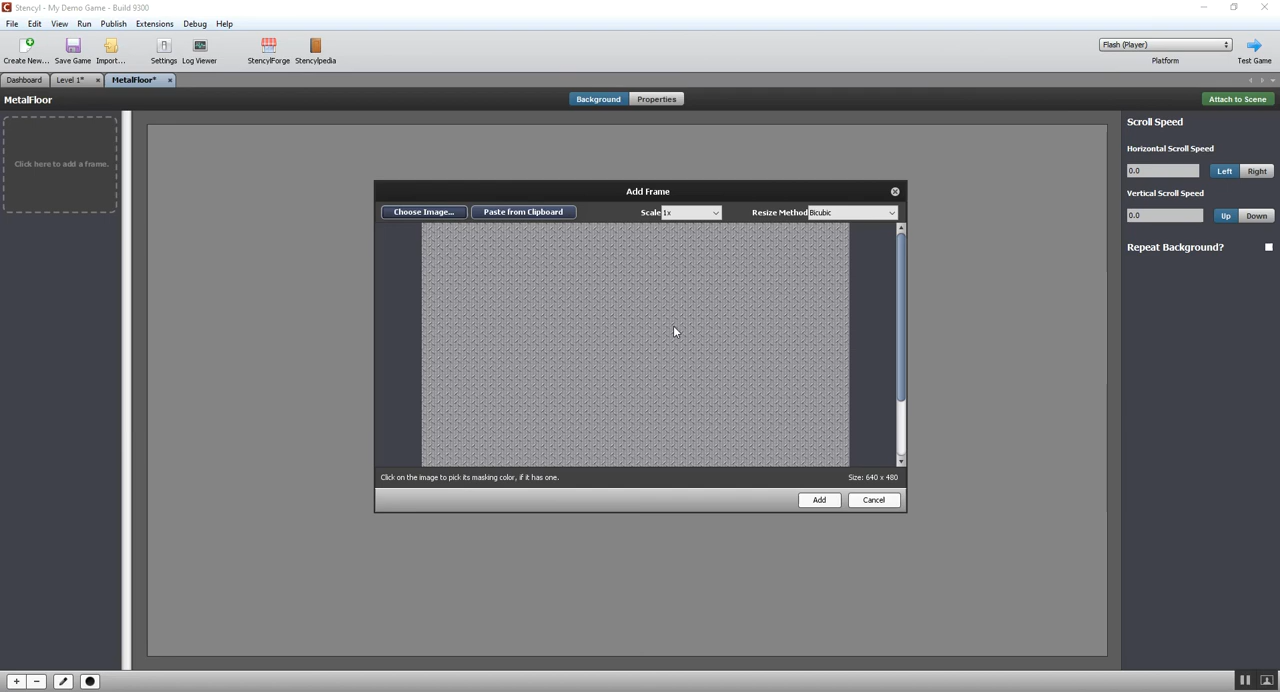 Stencyl - My Demo Game - Build 9300
File Edit View Run Publish Extensions Debug Help
Create New... Save Game Import... Settings Log Viewer StencylForge Stencylpedia
Flash (Player)
Platform Test Game
Dashboard Level 1* MetalFloor*
MetalFloor
Background Properties
Attach to Scene
Click here to add a frame.
Add Frame
Choose Image... Paste from Clipboard Scale 1x Resize Method Bicubic
Click on the image to pick its masking color, if it has one. Size: 640 x 480
Add Cancel
Scroll Speed
Horizontal Scroll Speed
0.0 Left Right
Vertical Scroll Speed
0.0 Up Down
Repeat Background?